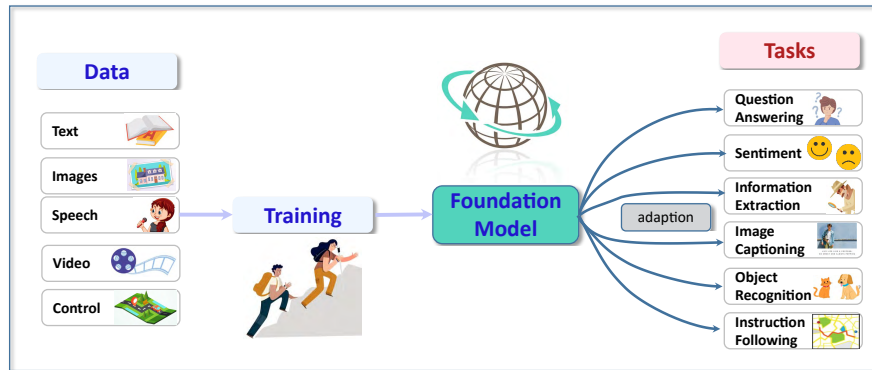 Data
Text
Images
Speech
Video
Control
Training
Foundation
Model
adaption
Tasks
Question
Answering
Sentiment
Information
Extraction
Image
Captioning
Object
Recognition
Instruction
Following